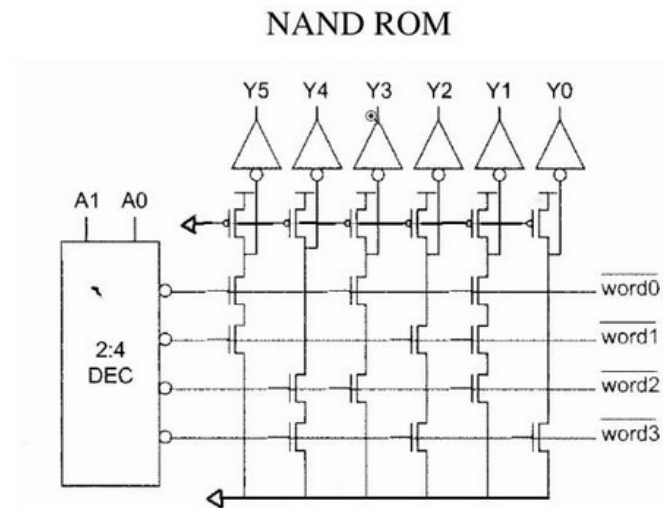 NAND ROM
Y5 Y4 Y3 Y2 Y1 Y0
A1 A0
word0
word1
2:4
DEC
word2
word3